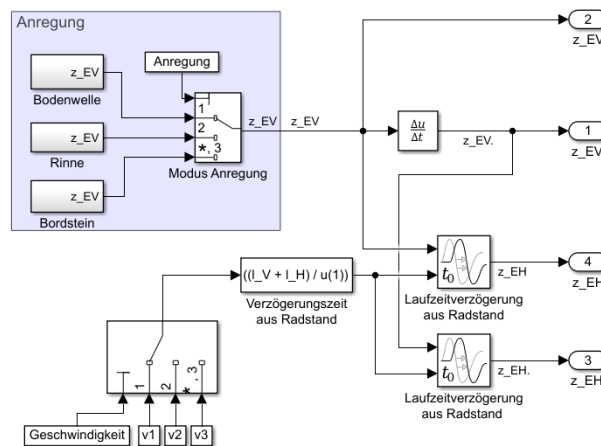 Anregung
z_EV
Bodenwelle
z_EV
Rinne
z_EV
Bordstein
Anregung
1
2
*, 3
Modus Anregung
z_EV
z_EV
2
z_EV
Δu
Δt
z_EV.
1
z_EV
((l_V + l_H) / u(1))
Verzögerungszeit
aus Radstand
t0
Laufzeitverzögerung
aus Radstand
z_EH
4
z_EH
t0
Laufzeitverzögerung
aus Radstand
z_EH.
3
z_EH
1
2
*, 3
Geschwindigkeit
v1
v2
v3